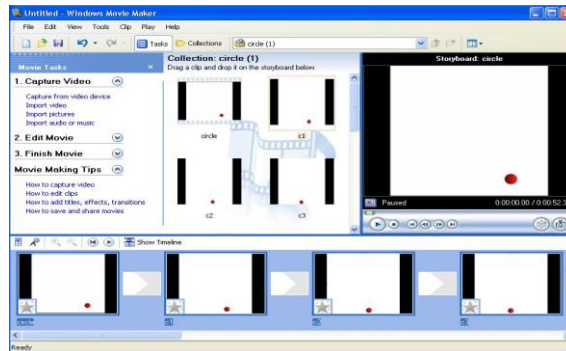 Untitled - Windows Movie Maker
File Edit View Tools Clip Play Help
Tasks Collections circle (1)
Movie Tasks
1. Capture Video
Capture from video device
Import video
Import pictures
Import audio or music
2. Edit Movie
3. Finish Movie
Movie Making Tips
How to capture video
How to edit clips
How to add titles, effects, transitions
How to save and share movies
Collection: circle (1)
Drag a clip and drop it on the storyboard below.
circle
c1
c2
c3
Storyboard: circle
Paused
0:00:00.00 / 0:00:52.3
Show Timeline
Ready